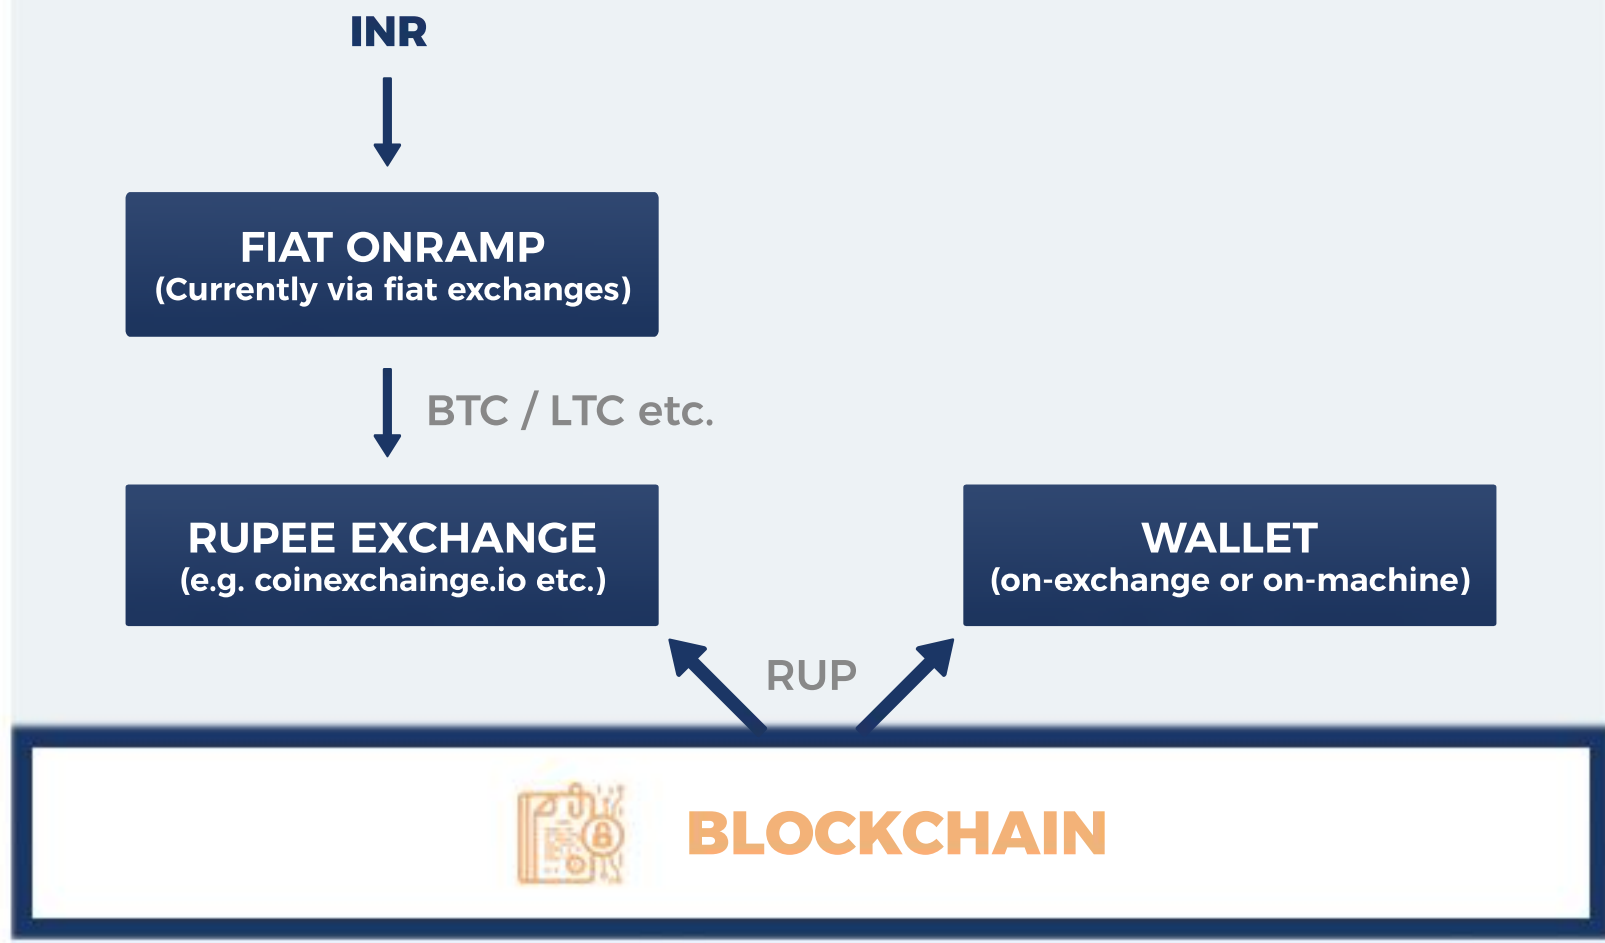 INR
FIAT ONRAMP
(Currently via fiat exchanges)
BTC / LTC etc.
RUPEE EXCHANGE
(e.g. coinexchainge.io etc.)
WALLET
(on-exchange or on-machine)
RUP
BLOCKCHAIN